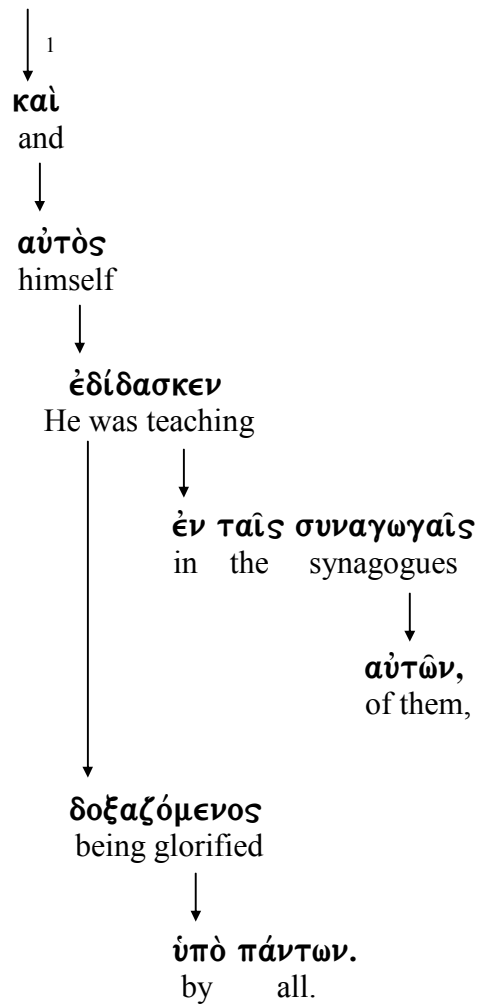 1
καὶ
and
αὐτὸς
himself
ἐδίδασκεν
He was teaching
ἐν ταῖς συναγωγαῖς
in the synagogues
αὐτῶν,
of them,
δοξαζόμενος
being glorified
ὑπὸ πάντων.
by all.